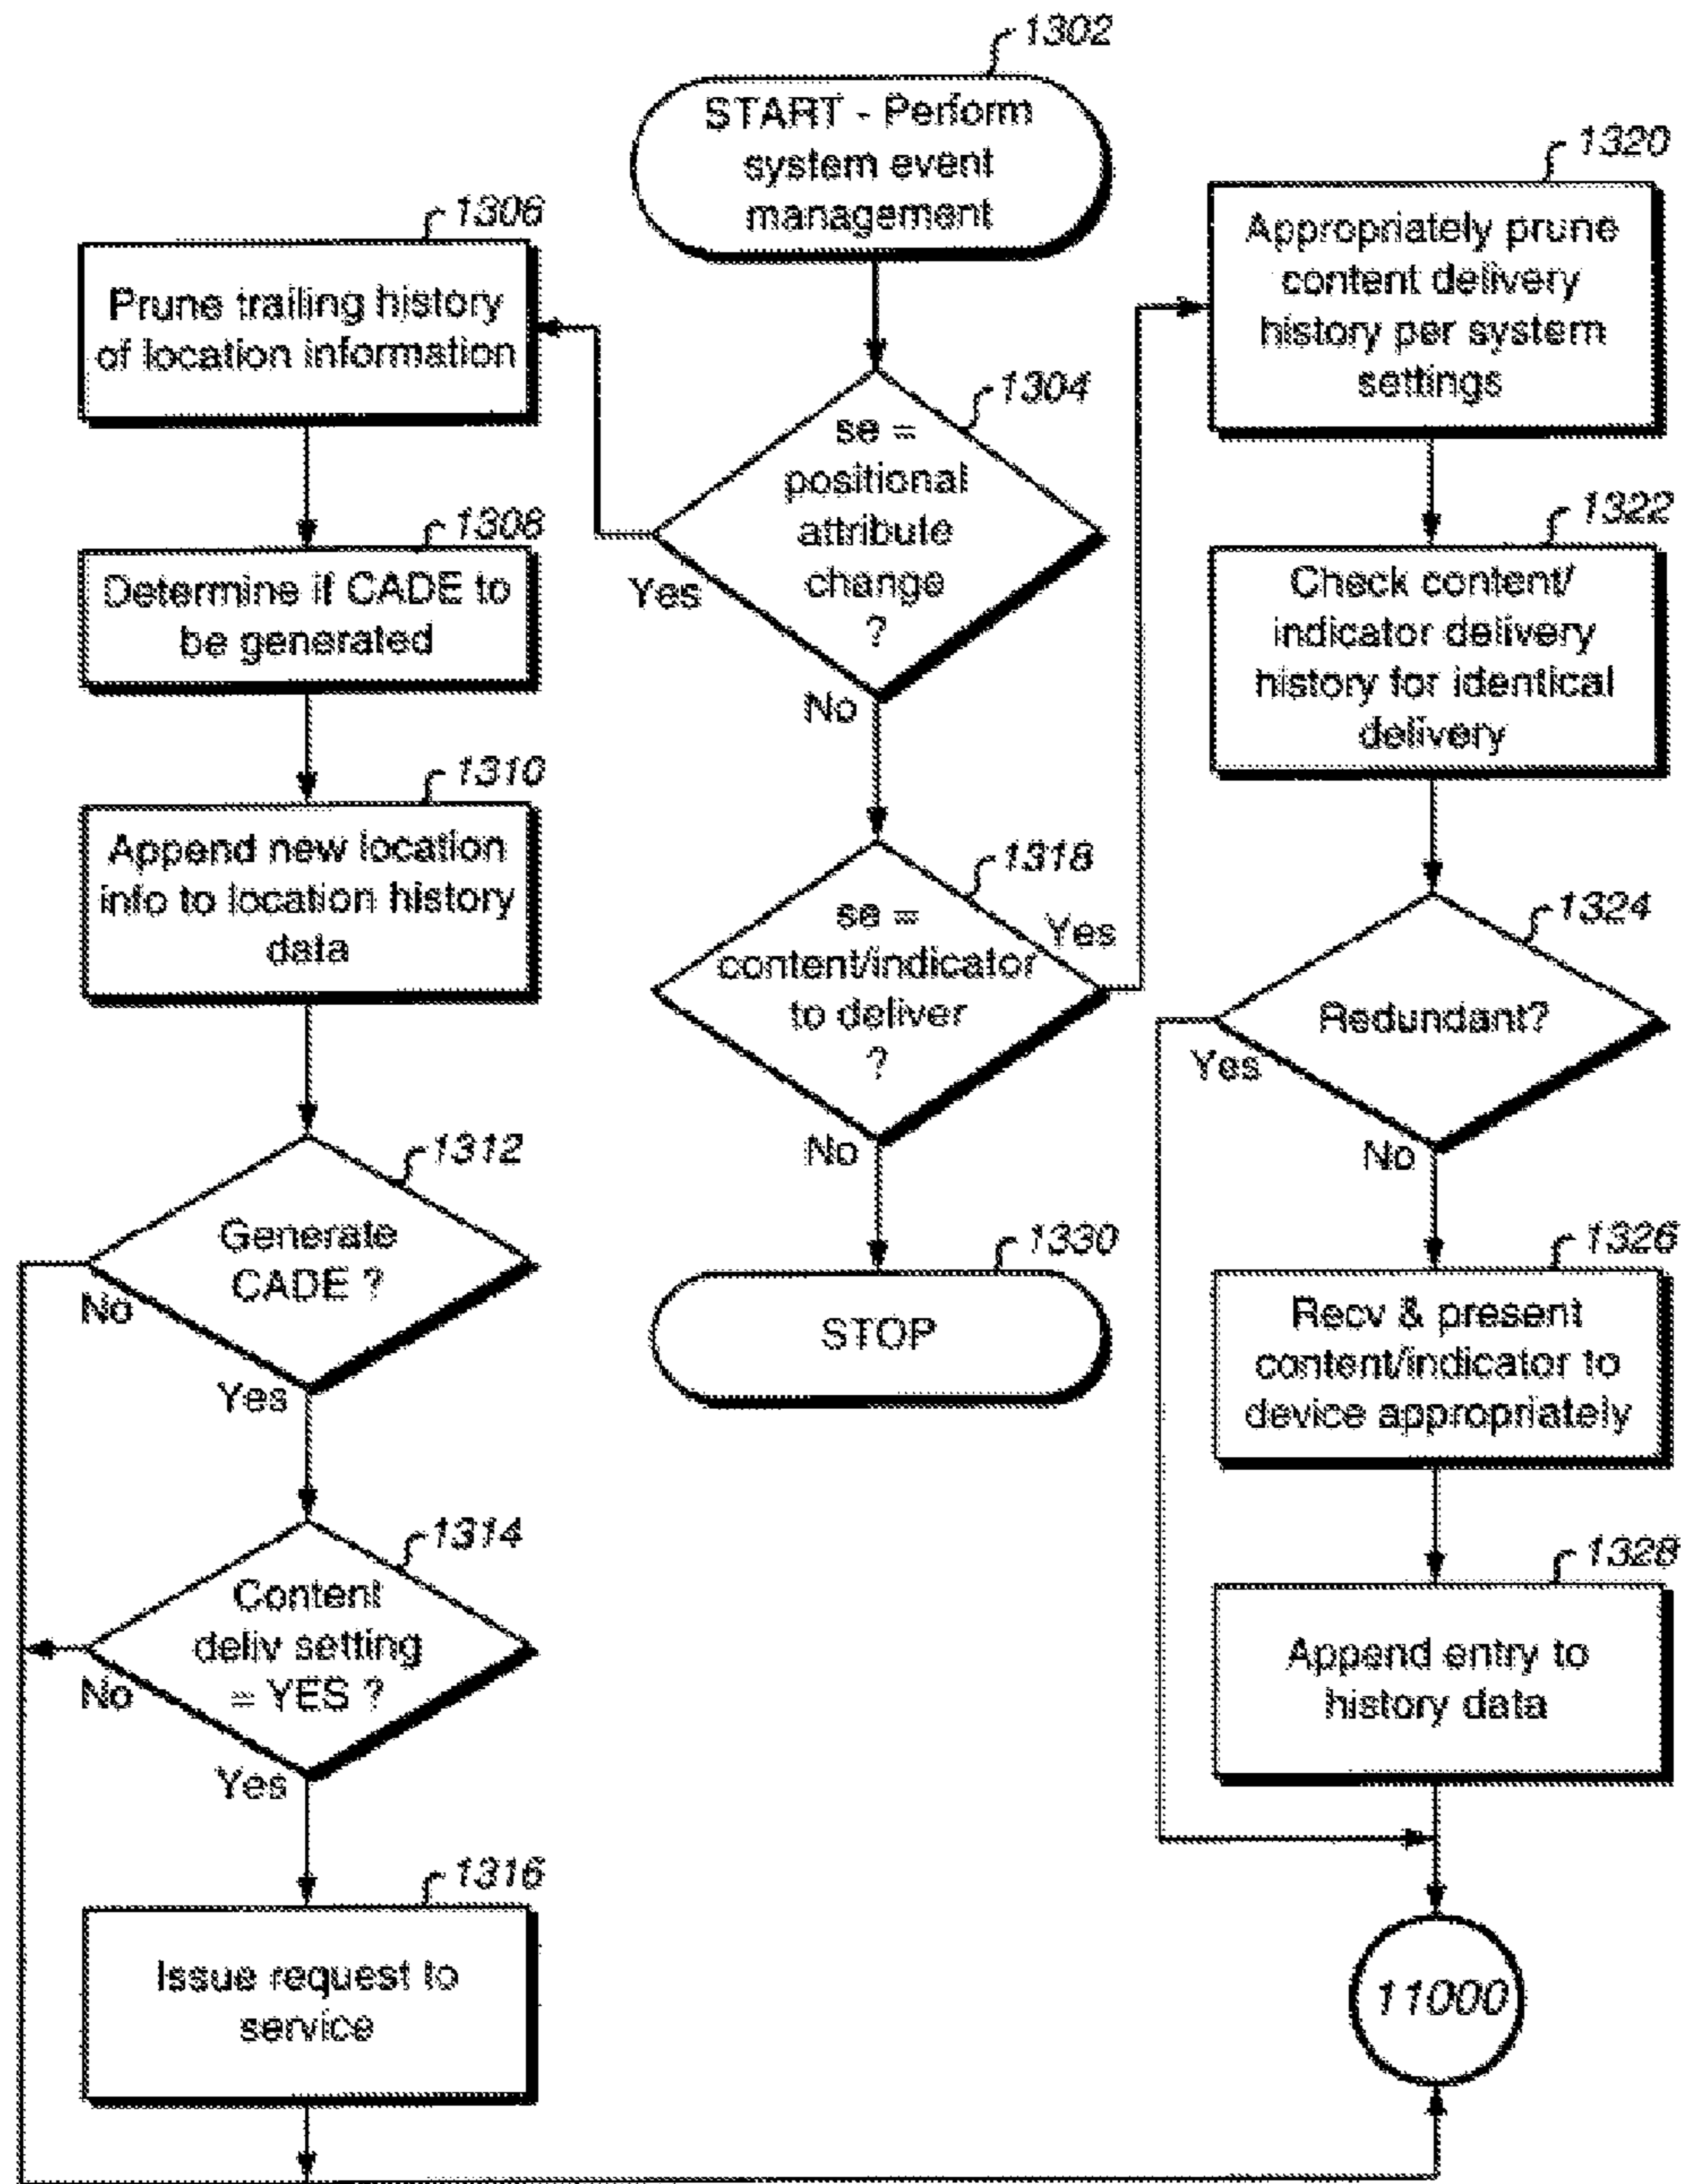 1302
START - Perform
system event
management
1304
se =
positional
attribute
change
?
Yes
No
1306
Prune trailing history
of location information
1308
Determine if CADE to
be generated
1310
Append new location
info to location history
data
1312
Generate
CADE ?
No
Yes
1314
Content
deliv setting
= YES ?
No
Yes
1316
Issue request to
service
1318
se =
content/indicator
to deliver
?
Yes
No
1330
STOP
1320
Appropriately prune
content delivery
history per system
settings
1322
Check content/
indicator delivery
history for identical
delivery
1324
Redundant?
Yes
No
1326
Recv & present
content/indicator to
device appropriately
1328
Append entry to
history data
11000